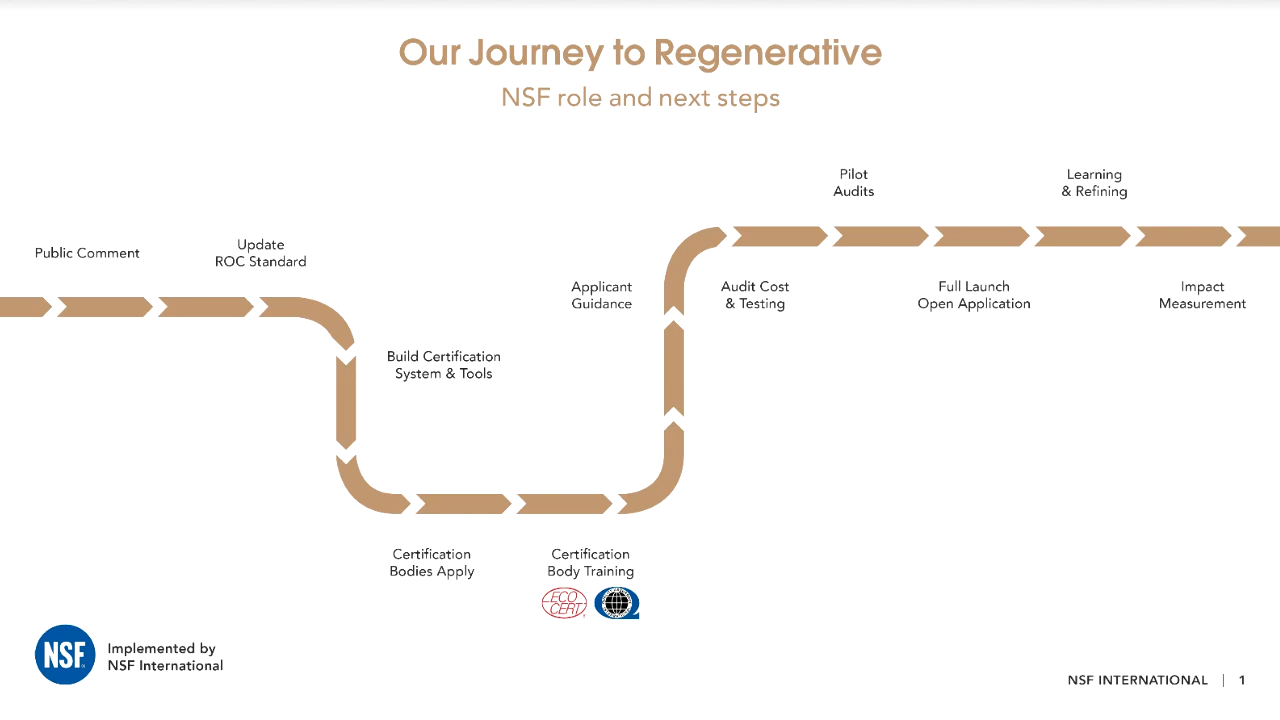 Our Journey to Regenerative
NSF role and next steps
Public Comment
Update
ROC Standard
Build Certification
System & Tools
Certification
Bodies Apply
Certification
Body Training
ECO
CERT
Applicant
Guidance
Audit Cost
& Testing
Pilot
Audits
Full Launch
Open Application
Learning
& Refining
Impact
Measurement
NSF
Implemented by
NSF International
NSF INTERNATIONAL | 1